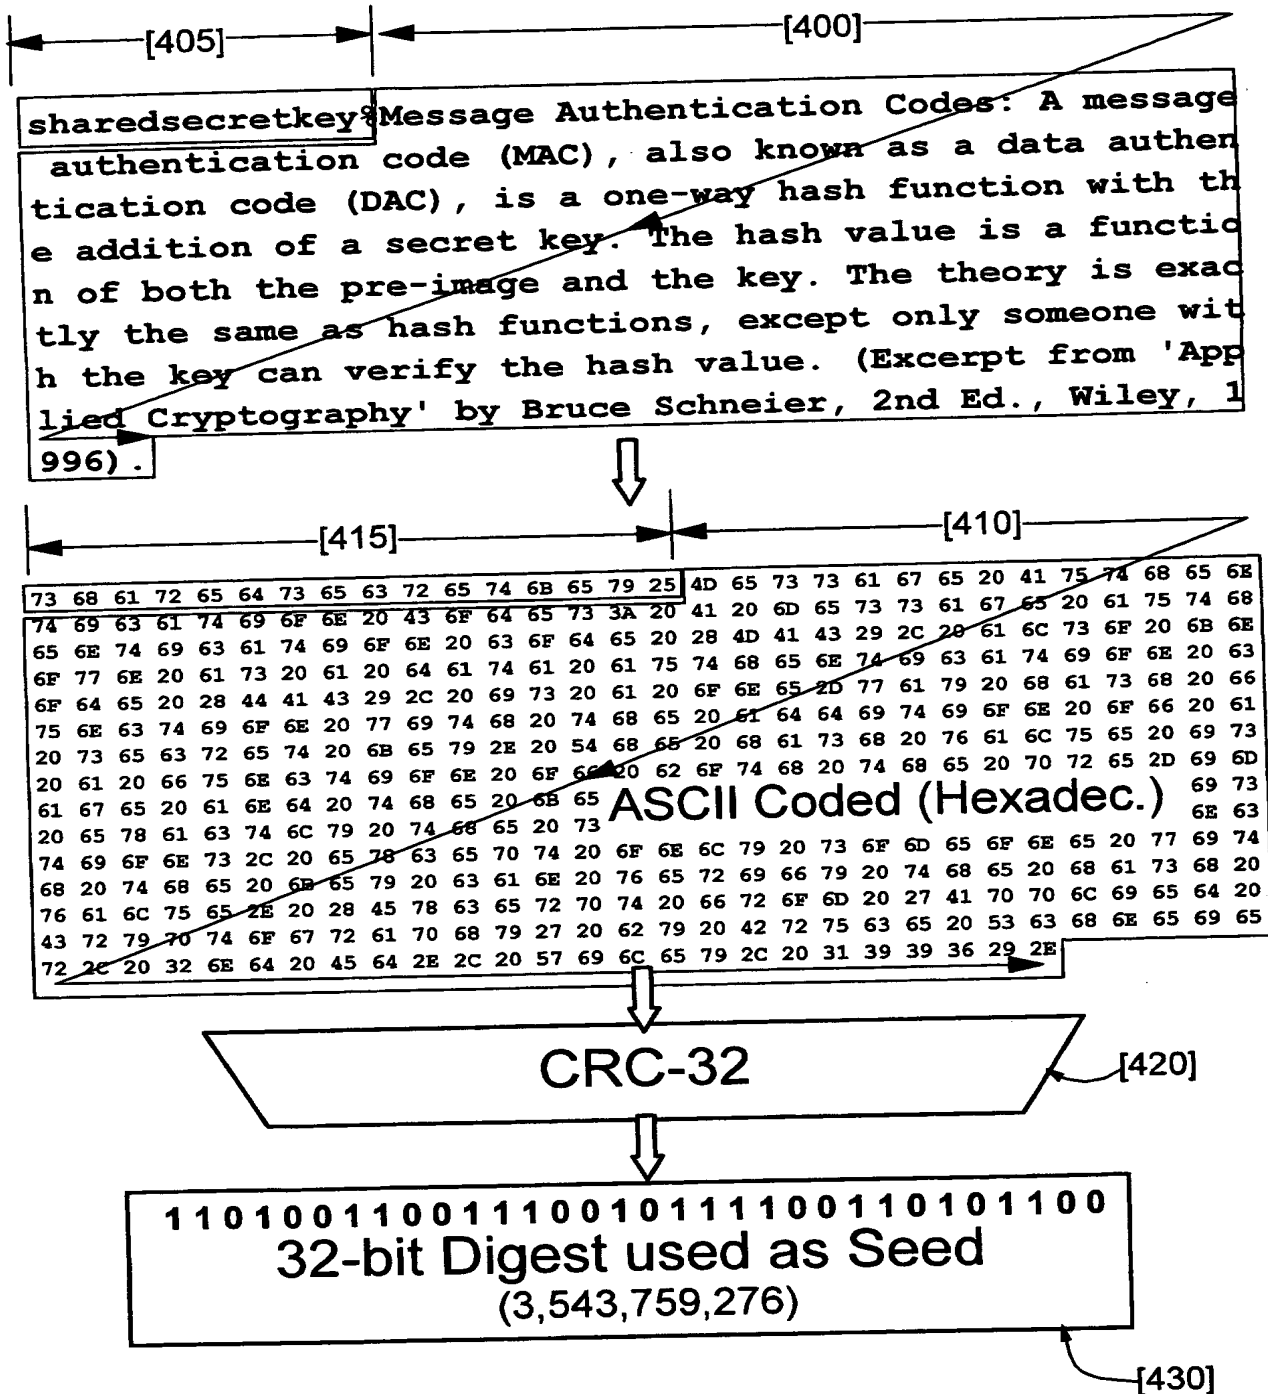 [405] [400]
sharedsecretkey%Message Authentication Codes: A message
authentication code (MAC), also known as a data authen
tication code (DAC), is a one-way hash function with th
e addition of a secret key. The hash value is a functio
n of both the pre-image and the key. The theory is exac
tly the same as hash functions, except only someone wit
h the key can verify the hash value. (Excerpt from 'App
lied Cryptography' by Bruce Schneier, 2nd Ed., Wiley, 1
996).
[415] [410]
73 68 61 72 65 64 73 65 63 72 65 74 6B 65 79 25 4D 65 73 73 61 67 65 20 41 75 74 68 65 6E
74 69 63 61 74 69 6F 6E 20 43 6F 64 65 73 3A 20 41 20 6D 65 73 73 61 67 65 20 61 75 74 68
65 6E 74 69 63 61 74 69 6F 6E 20 63 6F 64 65 20 28 4D 41 43 29 2C 20 61 6C 73 6F 20 6B 6E
6F 77 6E 20 61 73 20 61 20 64 61 74 61 20 61 75 74 68 65 6E 74 69 63 61 74 69 6F 6E 20 63
6F 64 65 20 28 44 41 43 29 2C 20 69 73 20 61 20 6F 6E 65 2D 77 61 79 20 68 61 73 68 20 66
75 6E 63 74 69 6F 6E 20 77 69 74 68 20 74 68 65 20 61 64 64 69 74 69 6F 6E 20 6F 66 20 61
20 73 65 63 72 65 74 20 6B 65 79 2E 20 54 68 65 20 68 61 73 68 20 76 61 6C 75 65 20 69 73
20 61 20 66 75 6E 63 74 69 6F 6E 20 6F 66 20 62 6F 74 68 20 74 68 65 20 70 72 65 2D 69 6D
61 67 65 20 61 6E 64 20 74 68 65 20 6B 65 ASCII Coded (Hexadec.) 69 73
20 65 78 61 63 74 6C 79 20 74 68 65 20 73 6E 63
74 69 6F 6E 73 2C 20 65 78 63 65 70 74 20 6F 6E 6C 79 20 73 6F 6D 65 6F 6E 65 20 77 69 74
68 20 74 68 65 20 6B 65 79 20 63 61 6E 20 76 65 72 69 66 79 20 74 68 65 20 68 61 73 68 20
76 61 6C 75 65 2E 20 28 45 78 63 65 72 70 74 20 66 72 6F 6D 20 27 41 70 70 6C 69 65 64 20
43 72 79 70 74 6F 67 72 61 70 68 79 27 20 62 79 20 42 72 75 63 65 20 53 63 68 6E 65 69 65
72 2C 20 32 6E 64 20 45 64 2E 2C 20 57 69 6C 65 79 2C 20 31 39 39 36 29 2E
CRC-32
[420]
11010011001110010111100110101100
32-bit Digest used as Seed
(3,543,759,276)
[430]